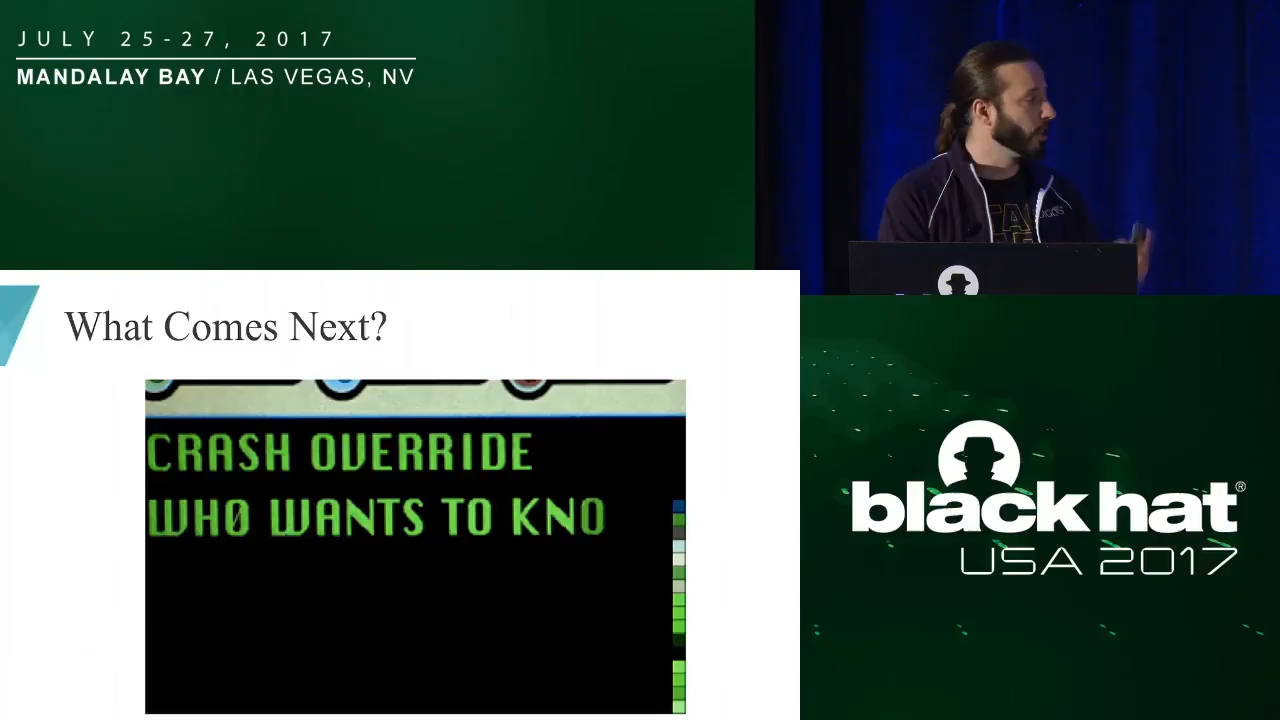 JULY 25-27, 2017
MANDALAY BAY / LAS VEGAS, NV
What Comes Next?
CRASH OVERRIDE
WHØ WANTS TO KNO
black hat®
USA 2017